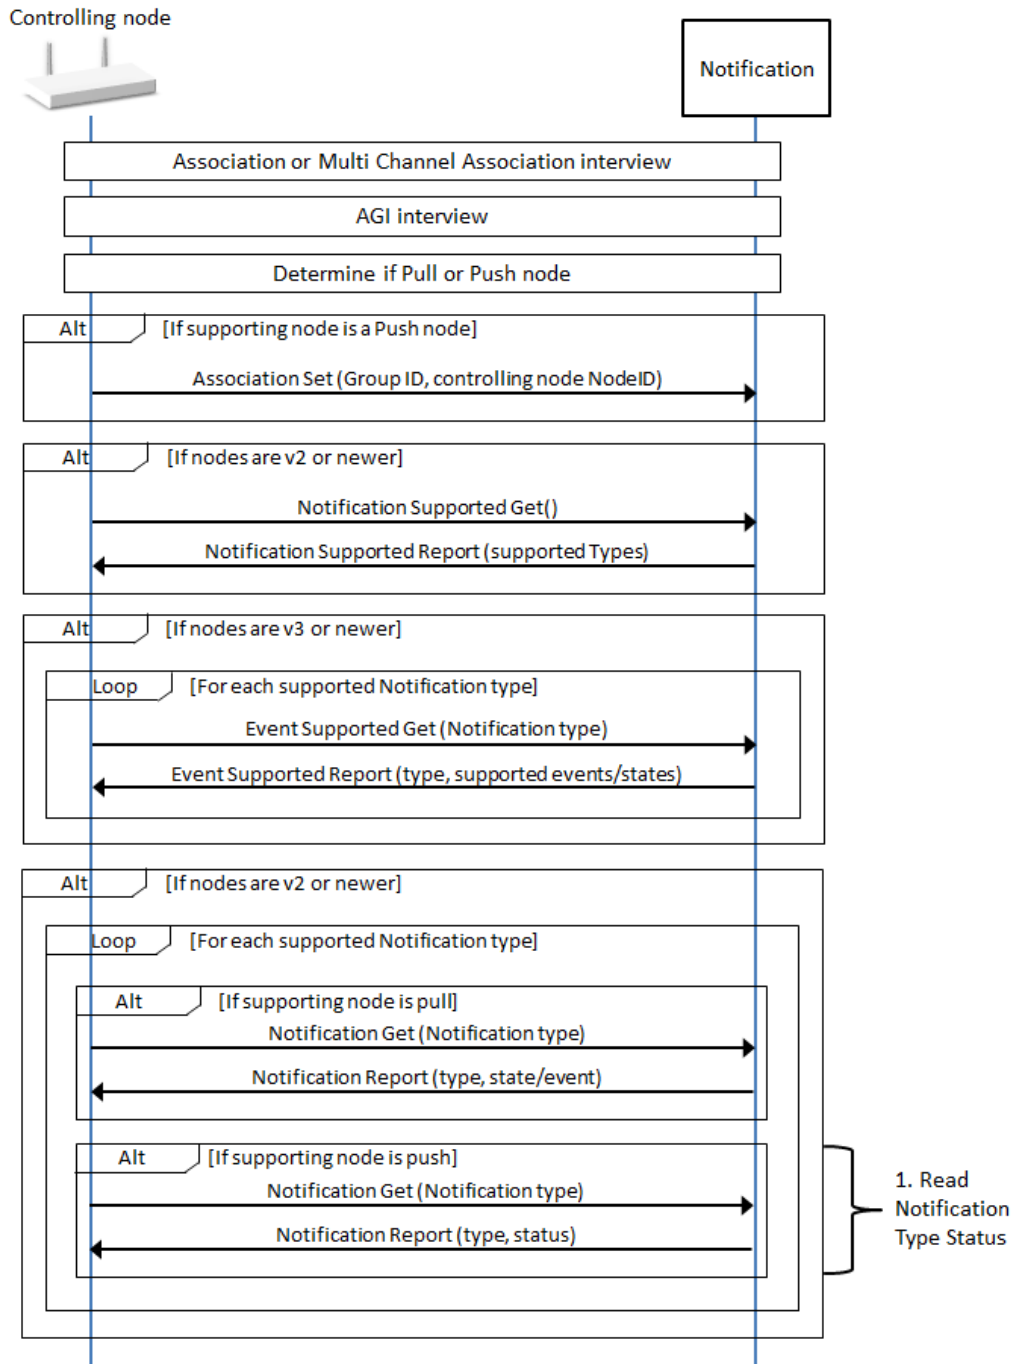 Controlling node
Notification
Association or Multi Channel Association interview
AGI interview
Determine if Pull or Push node
Alt [If supporting node is a Push node]
Association Set (Group ID, controlling node NodeID)
Alt [If nodes are v2 or newer]
Notification Supported Get()
Notification Supported Report (supported Types)
Alt [If nodes are v3 or newer]
Loop [For each supported Notification type]
Event Supported Get (Notification type)
Event Supported Report (type, supported events/states)
Alt [If nodes are v2 or newer]
Loop [For each supported Notification type]
Alt [If supporting node is pull]
Notification Get (Notification type)
Notification Report (type, state/event)
Alt [If supporting node is push]
Notification Get (Notification type)
Notification Report (type, status)
1. Read
Notification
Type Status